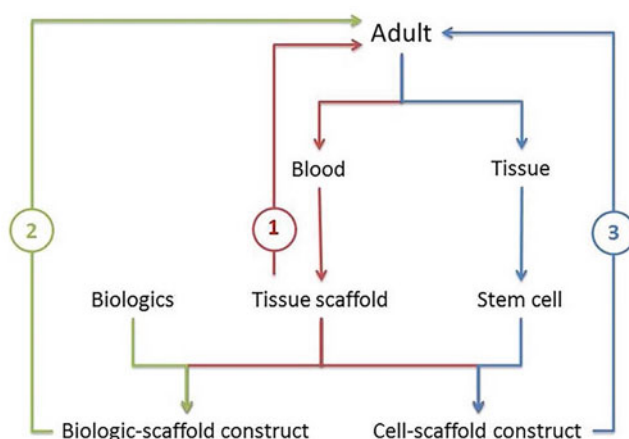 Adult
Blood
Tissue
2
1
3
Biologics
Tissue scaffold
Stem cell
Biologic-scaffold construct
Cell-scaffold construct